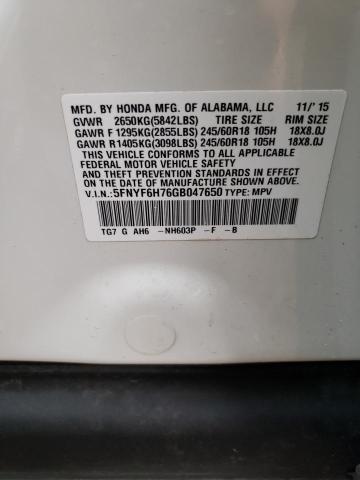 MFD. BY HONDA MFG. OF ALABAMA, LLC 11/'15
GVWR 2650KG(5842LBS) TIRE SIZE RIM SIZE
GAWR F 1295KG(2855LBS) 245/60R18 105H 18X8.0J
GAWR R 1405KG(3098LBS) 245/60R18 105H 18X8.0J
THIS VEHICLE CONFORMS TO ALL APPLICABLE
FEDERAL MOTOR VEHICLE SAFETY AND
THEFT PREVENTION STANDARDS IN EFFECT ON
THE DATE OF MANUFACTURE SHOWN ABOVE.
V.I.N.: 5FNYF6H76GB047650 TYPE: MPV
TG7 G AH6 -NH603P -F -B